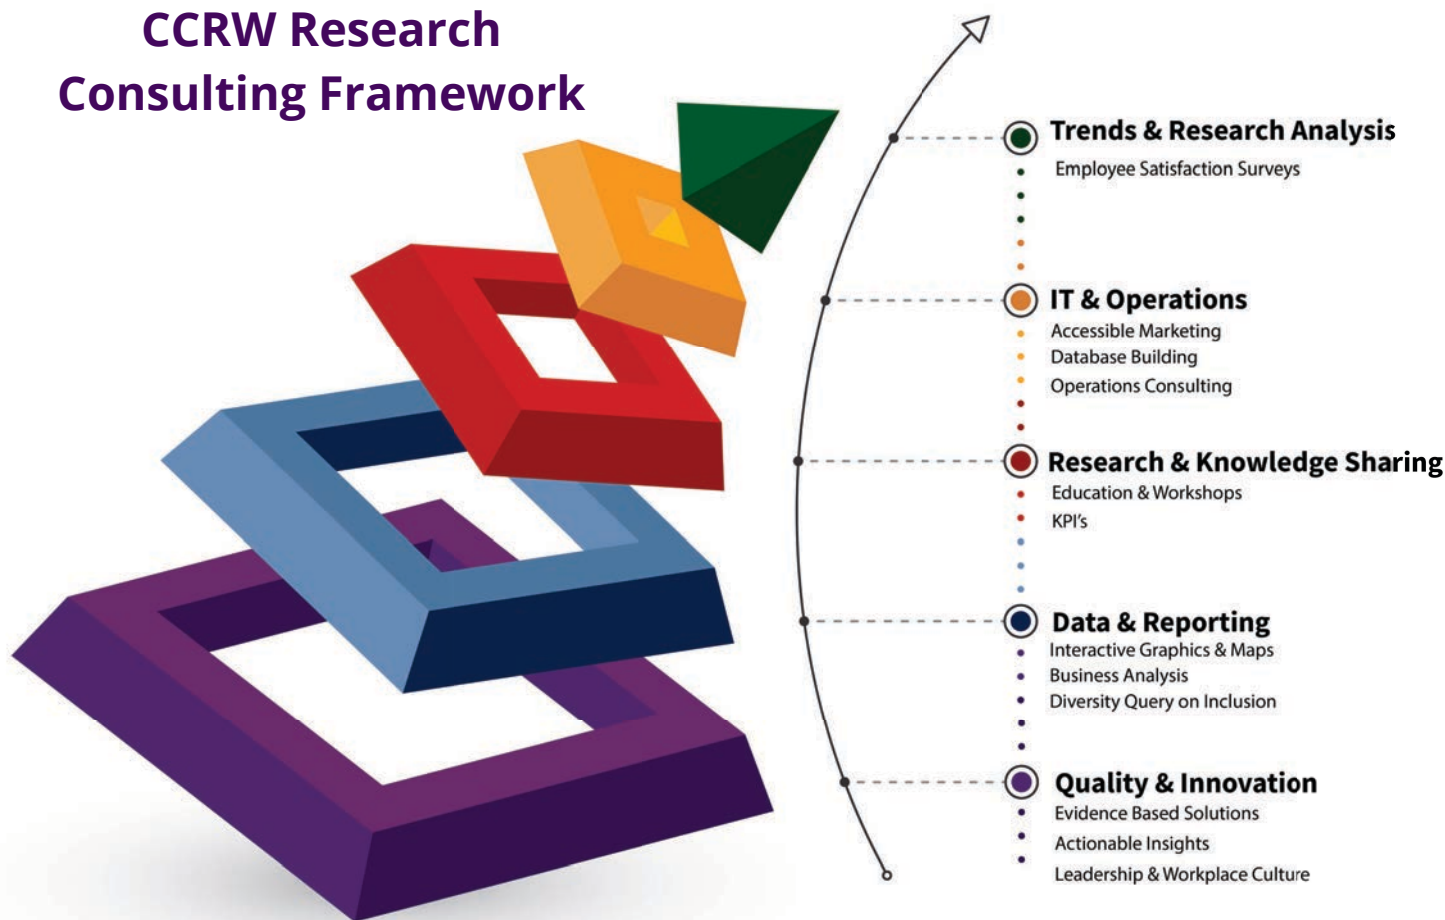 CCRW Research
Consulting Framework
Trends & Research Analysis
Employee Satisfaction Surveys
IT & Operations
Accessible Marketing
Database Building
Operations Consulting
Research & Knowledge Sharing
Education & Workshops
KPI's
Data & Reporting
Interactive Graphics & Maps
Business Analysis
Diversity Query on Inclusion
Quality & Innovation
Evidence Based Solutions
Actionable Insights
Leadership & Workplace Culture